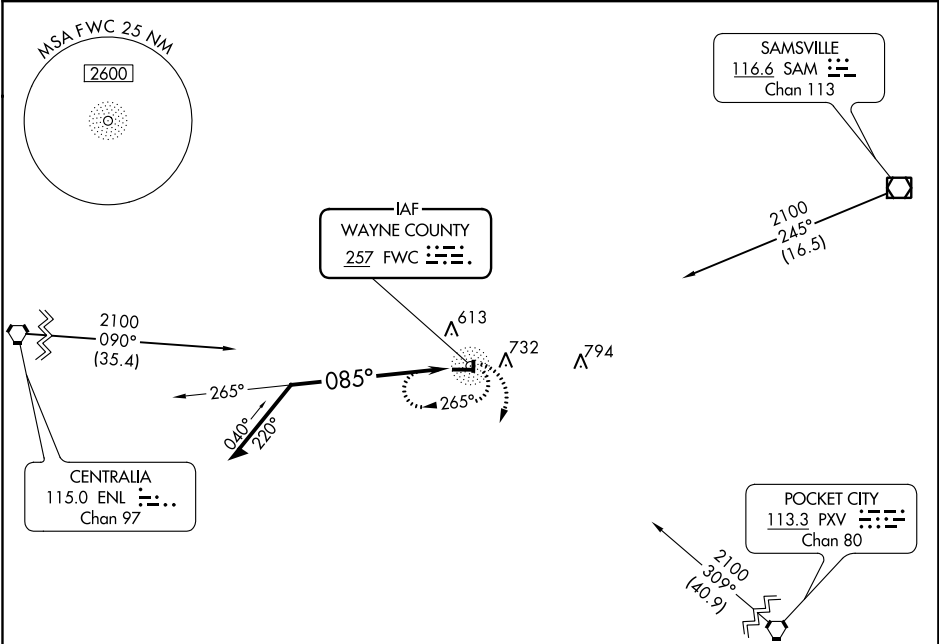 MSA FWC 25 NM
2600
SAMSVILLE
116.6 SAM
Chan 113
2100
245°
(16.5)
IAF
WAYNE COUNTY
257 FWC
613
732
794
2100
090°
(35.4)
265°
085°
265°
040°
220°
CENTRALIA
115.0 ENL
Chan 97
POCKET CITY
113.3 PXV
Chan 80
2100
309°
(40.9)